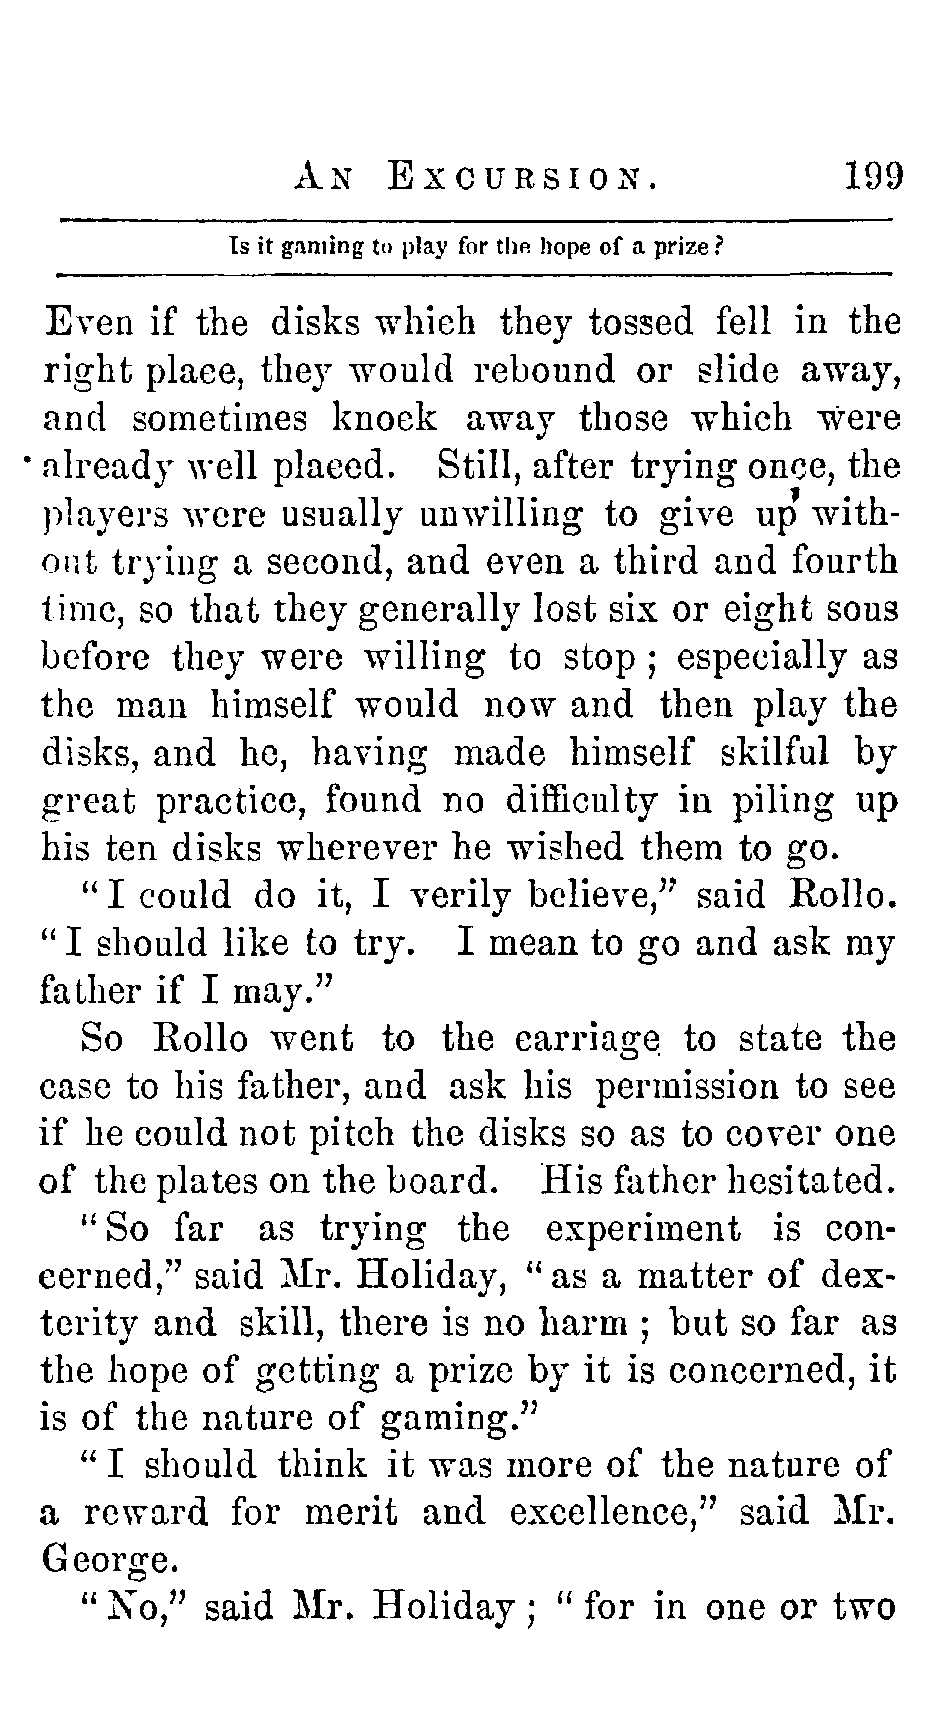 AN EXCURSION. 199
Is it gaming to play for the hope of a prize?
Even if the disks which they tossed fell in the
right place, they would rebound or slide away,
and sometimes knock away those which were
already well placed. Still, after trying once, the
players were usually unwilling to give up with-
out trying a second, and even a third and fourth
time, so that they generally lost six or eight sous
before they were willing to stop; especially as
the man himself would now and then play the
disks, and he, having made himself skilful by
great practice, found no difficulty in piling up
his ten disks wherever he wished them to go.
"I could do it, I verily believe," said Rollo.
"I should like to try. I mean to go and ask my
father if I may."
So Rollo went to the carriage to state the
case to his father, and ask his permission to see
if he could not pitch the disks so as to cover one
of the plates on the board. His father hesitated.
"So far as trying the experiment is con-
cerned," said Mr. Holiday, "as a matter of dex-
terity and skill, there is no harm; but so far as
the hope of getting a prize by it is concerned, it
is of the nature of gaming."
"I should think it was more of the nature of
a reward for merit and excellence," said Mr.
George.
"No," said Mr. Holiday; "for in one or two